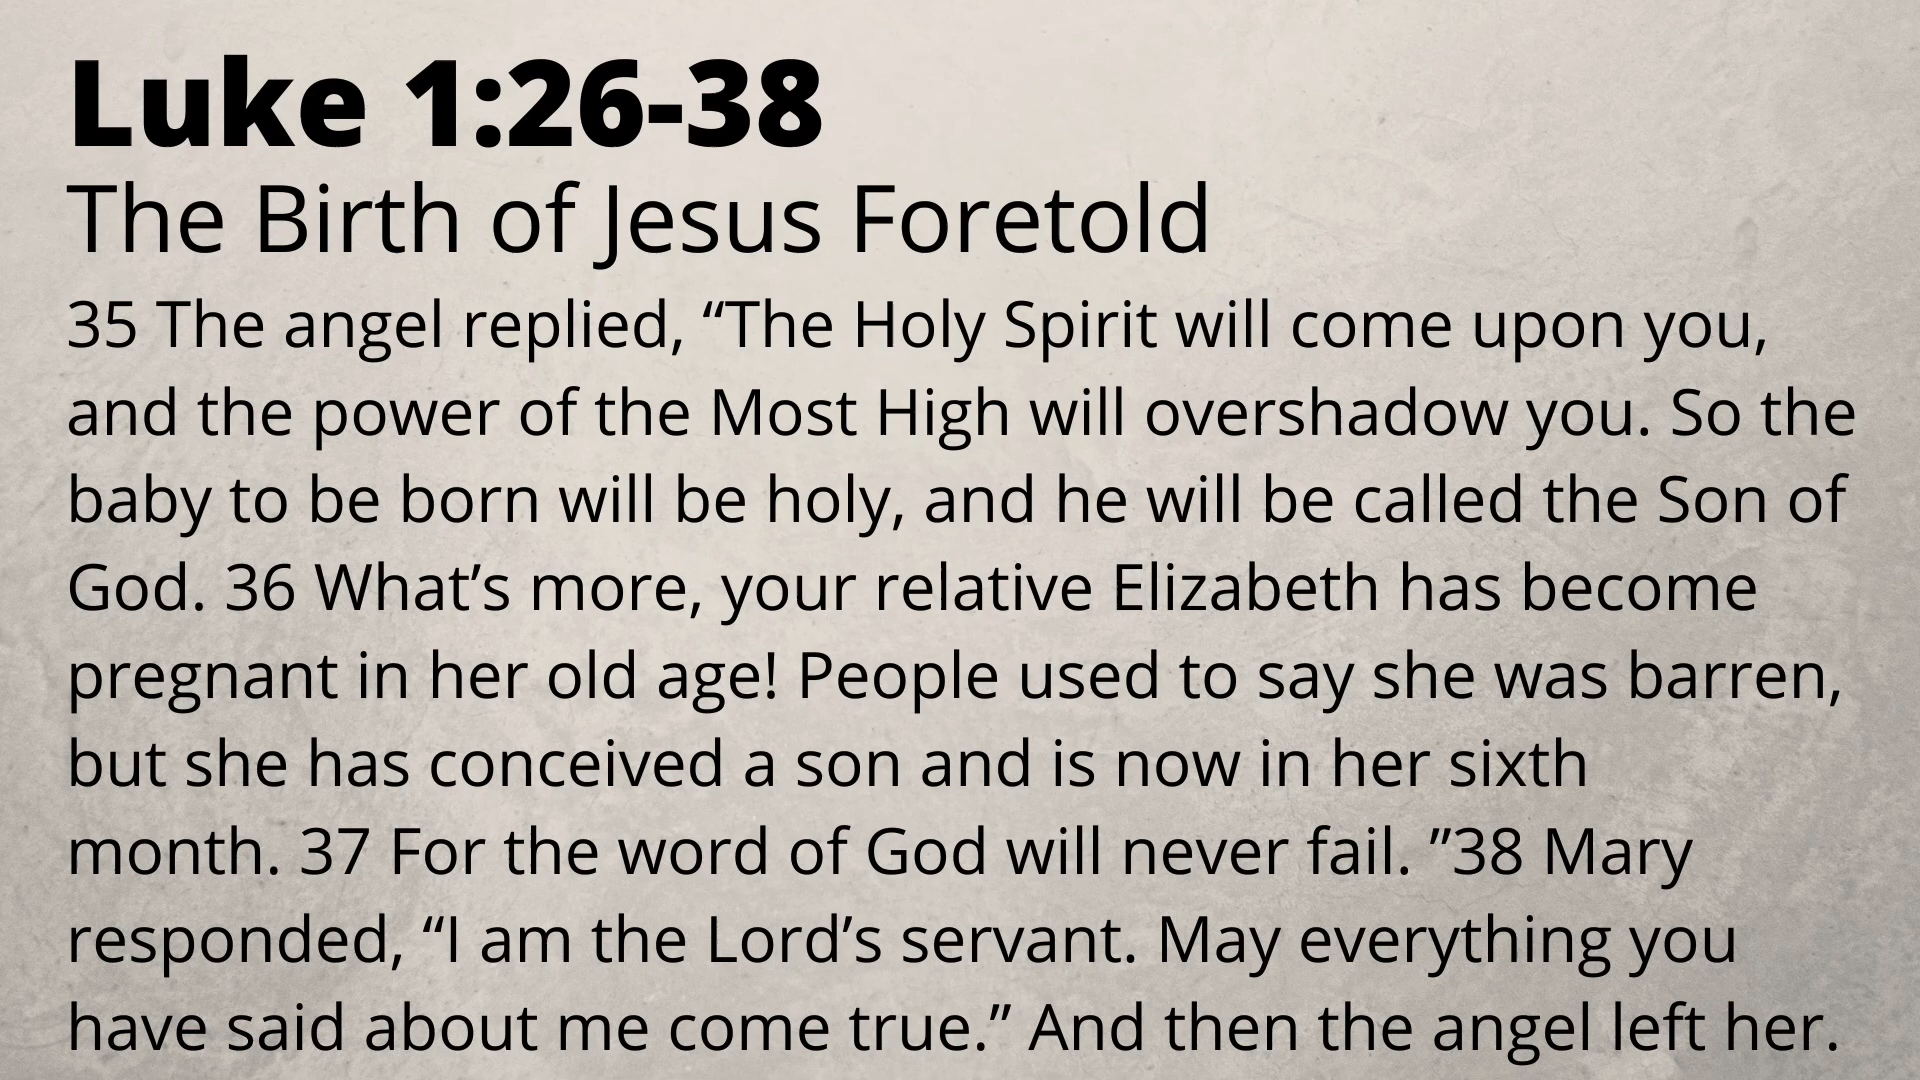 Luke 1:26-38
The Birth of Jesus Foretold
35 The angel replied, “The Holy Spirit will come upon you,
and the power of the Most High will overshadow you. So the
baby to be born will be holy, and he will be called the Son of
God. 36 What’s more, your relative Elizabeth has become
pregnant in her old age! People used to say she was barren,
but she has conceived a son and is now in her sixth
month. 37 For the word of God will never fail. ”38 Mary
responded, “I am the Lord’s servant. May everything you
have said about me come true.” And then the angel left her.